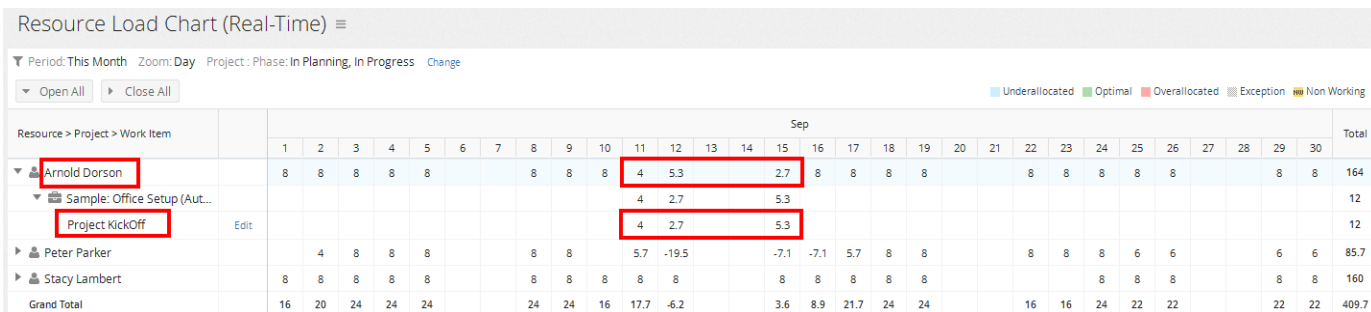 Resource Load Chart (Real-Time)
Period: This Month Zoom: Day Project : Phase: In Planning, In Progress Change
Open All Close All Underallocated Optimal Overallocated Exception NW Non Working
Resource > Project > Work Item Sep Total
1 2 3 4 5 6 7 8 9 10 11 12 13 14 15 16 17 18 19 20 21 22 23 24 25 26 27 28 29 30
Arnold Dorson 8 8 8 8 8 8 8 8 4 5.3 2.7 8 8 8 8 8 8 8 8 8 8 8 164
Sample: Office Setup (Aut... 4 2.7 5.3 12
Project KickOff Edit 4 2.7 5.3 12
Peter Parker 4 8 8 8 8 8 5.7 -19.5 -7.1 -7.1 5.7 8 8 8 8 8 6 6 6 6 85.7
Stacy Lambert 8 8 8 8 8 8 8 8 8 8 8 8 8 8 8 8 8 8 8 8 160
Grand Total 16 20 24 24 24 24 24 16 17.7 -6.2 3.6 8.9 21.7 24 24 16 16 24 22 22 22 22 409.7